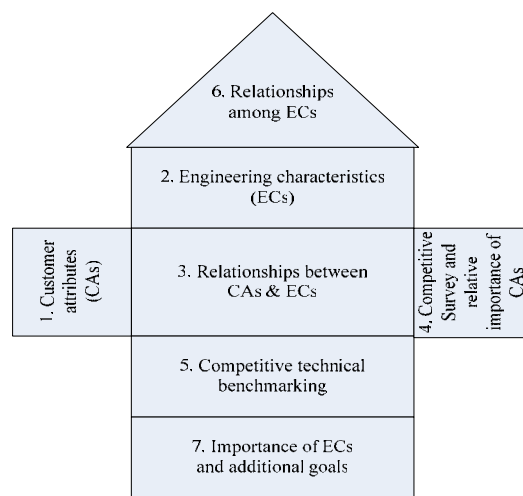 6. Relationships
among ECs
2. Engineering characteristics
(ECs)
1. Customer
attributes
(CAs)
3. Relationships between
CAs & ECs
4. Competitive
Survey and
relative
importance of
CAs
5. Competitive technical
benchmarking
7. Importance of ECs
and additional goals